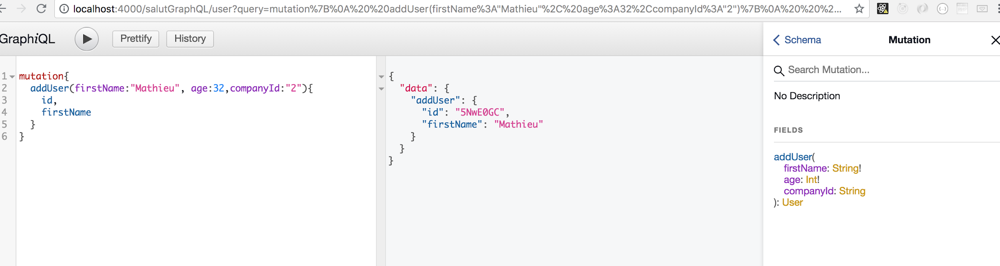 localhost:4000/salutGraphQL/user?query=mutation%7B%0A%20%20addUser(firstName%3A"Mathieu"%2C%20age%3A32%2CcompanyId%3A"2")%7B%0A%20%20%2...
GraphiQL
Prettify
History
1 mutation{
2 addUser(firstName:"Mathieu", age:32,companyId:"2"){
3 id,
4 firstName
5 }
6 }
{
"data": {
"addUser": {
"id": "5NwE0GC",
"firstName": "Mathieu"
}
}
}
Schema
Mutation
Search Mutation...
No Description
FIELDS
addUser(
firstName: String!
age: Int!
companyId: String
): User